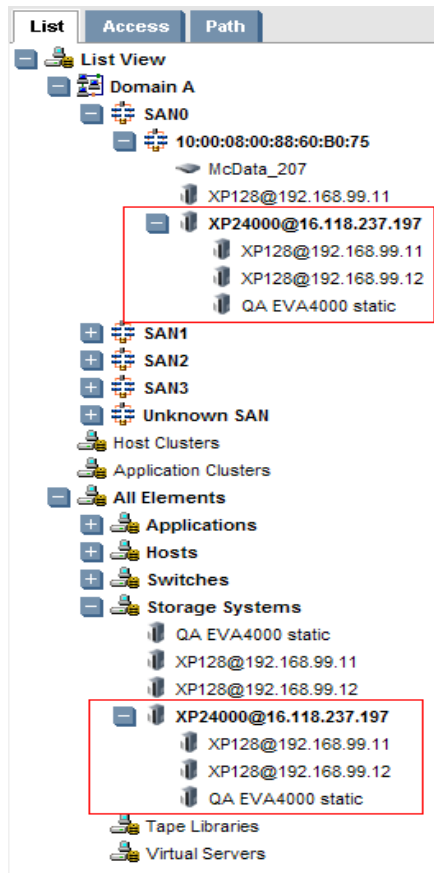 List Access Path
List View
Domain A
SAN0
10:00:08:00:88:60:B0:75
McData_207
XP128@192.168.99.11
XP24000@16.118.237.197
XP128@192.168.99.11
XP128@192.168.99.12
QA EVA4000 static
SAN1
SAN2
SAN3
Unknown SAN
Host Clusters
Application Clusters
All Elements
Applications
Hosts
Switches
Storage Systems
QA EVA4000 static
XP128@192.168.99.11
XP128@192.168.99.12
XP24000@16.118.237.197
XP128@192.168.99.11
XP128@192.168.99.12
QA EVA4000 static
Tape Libraries
Virtual Servers